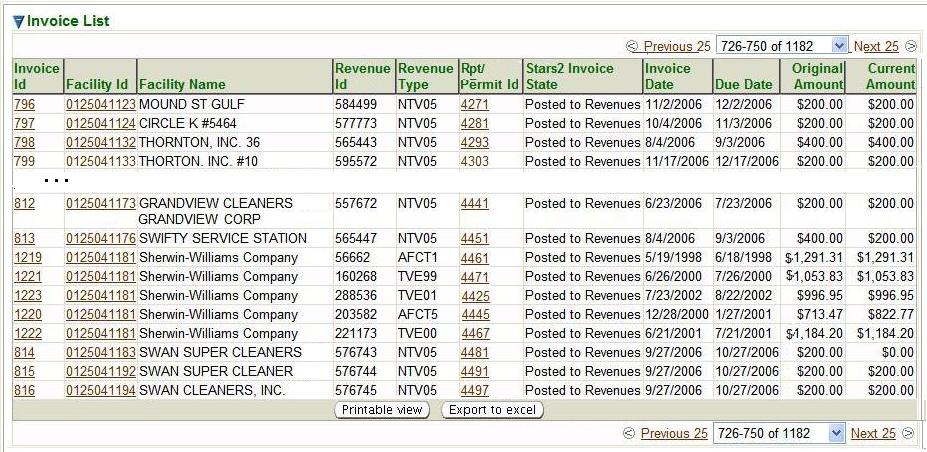 Invoice List
Previous 25 726-750 of 1182 Next 25
Invoice Id Facility Id Facility Name Revenue Id Revenue Type Rpt/ Permit Id Stars2 Invoice State Invoice Date Due Date Original Amount Current Amount
796 0125041123 MOUND ST GULF 584499 NTV05 4271 Posted to Revenues 11/2/2006 12/2/2006 $200.00 $200.00
797 0125041124 CIRCLE K #5464 577773 NTV05 4281 Posted to Revenues 10/4/2006 11/3/2006 $200.00 $200.00
798 0125041132 THORNTON, INC. 36 565443 NTV05 4293 Posted to Revenues 8/4/2006 9/3/2006 $400.00 $400.00
799 0125041133 THORTON. INC. #10 595572 NTV05 4303 Posted to Revenues 11/17/2006 12/17/2006 $200.00 $200.00
...
812 0125041173 GRANDVIEW CLEANERS 557672 NTV05 4441 Posted to Revenues 6/23/2006 7/23/2006 $200.00 $200.00
GRANDVIEW CORP
813 0125041176 SWIFTY SERVICE STATION 565447 NTV05 4451 Posted to Revenues 8/4/2006 9/3/2006 $400.00 $200.00
1219 0125041181 Sherwin-Williams Company 56662 AFCT1 4461 Posted to Revenues 5/19/1998 6/18/1998 $1,291.31 $1,291.31
1221 0125041181 Sherwin-Williams Company 160268 TVE99 4471 Posted to Revenues 6/26/2000 7/26/2000 $1,053.83 $1,053.83
1223 0125041181 Sherwin-Williams Company 288536 TVE01 4425 Posted to Revenues 7/23/2002 8/22/2002 $996.95 $996.95
1220 0125041181 Sherwin-Williams Company 203582 AFCT5 4445 Posted to Revenues 12/28/2000 1/27/2001 $713.47 $822.77
1222 0125041181 Sherwin-Williams Company 221173 TVE00 4467 Posted to Revenues 6/21/2001 7/21/2001 $4,184.20 $1,184.20
814 0125041183 SWAN SUPER CLEANERS 576743 NTV05 4481 Posted to Revenues 9/27/2006 10/27/2006 $200.00 $0.00
815 0125041192 SWAN SUPER CLEANER 576744 NTV05 4491 Posted to Revenues 9/27/2006 10/27/2006 $200.00 $200.00
816 0125041194 SWAN CLEANERS, INC. 576745 NTV05 4497 Posted to Revenues 9/27/2006 10/27/2006 $200.00 $200.00
Printable view Export to excel
Previous 25 726-750 of 1182 Next 25